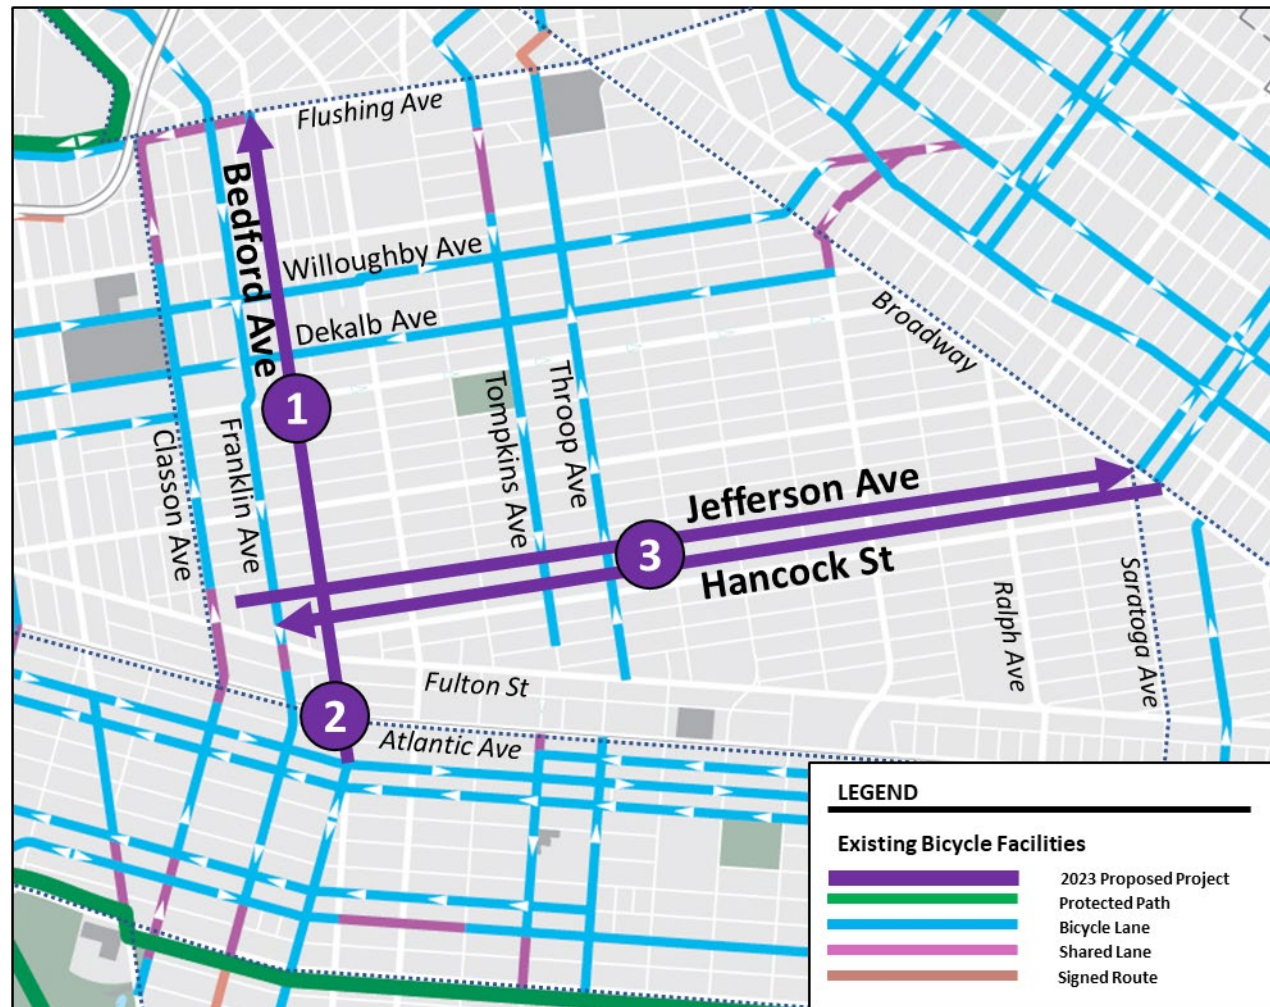 Flushing Ave
Bedford Ave
Willoughby Ave
Dekalb Ave
Broadway
1
Classon Ave
Franklin Ave
Tompkins Ave
Throop Ave
Jefferson Ave
3
Hancock St
Ralph Ave
Saratoga Ave
Fulton St
2
Atlantic Ave
LEGEND
Existing Bicycle Facilities
2023 Proposed Project
Protected Path
Bicycle Lane
Shared Lane
Signed Route